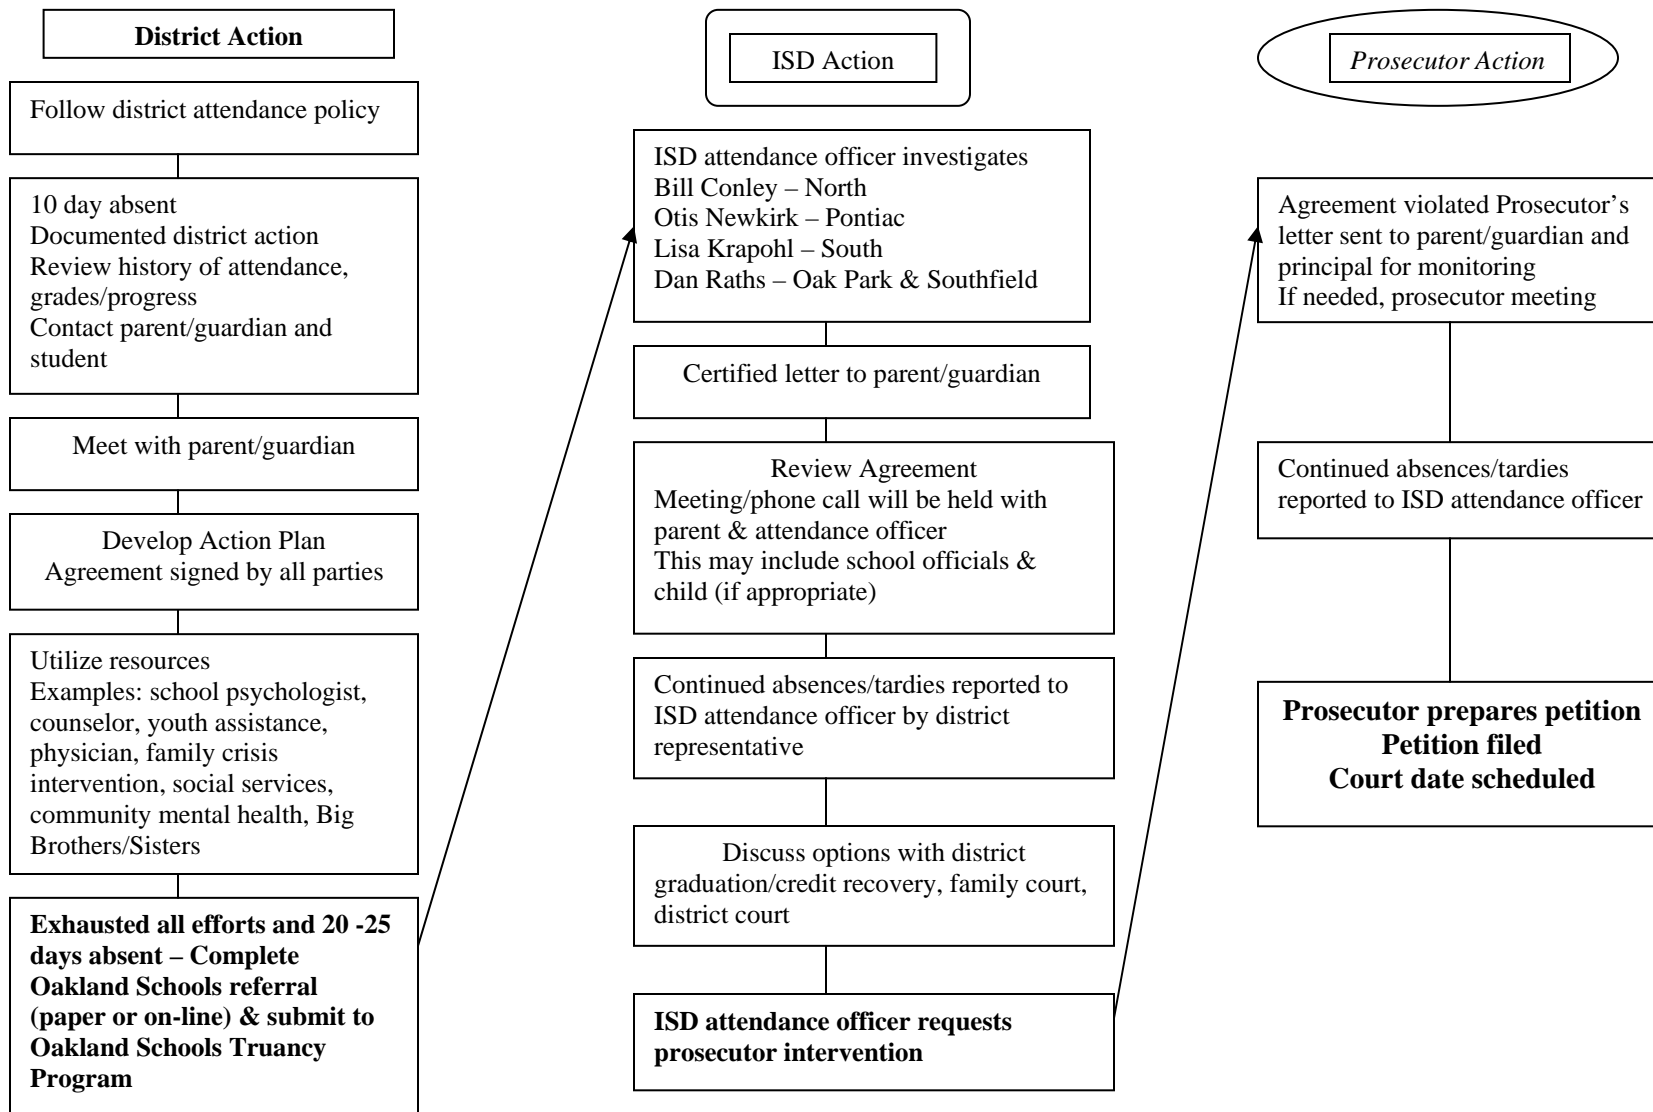 District Action
Follow district attendance policy
10 day absent
Documented district action
Review history of attendance,
grades/progress
Contact parent/guardian and
student
Meet with parent/guardian
Develop Action Plan
Agreement signed by all parties
Utilize resources
Examples: school psychologist,
counselor, youth assistance,
physician, family crisis
intervention, social services,
community mental health, Big
Brothers/Sisters
Exhausted all efforts and 20 -25
days absent – Complete
Oakland Schools referral
(paper or on-line) & submit to
Oakland Schools Truancy
Program
ISD Action
ISD attendance officer investigates
Bill Conley – North
Otis Newkirk – Pontiac
Lisa Krapohl – South
Dan Raths – Oak Park & Southfield
Certified letter to parent/guardian
Review Agreement
Meeting/phone call will be held with
parent & attendance officer
This may include school officials &
child (if appropriate)
Continued absences/tardies reported to
ISD attendance officer by district
representative
Discuss options with district
graduation/credit recovery, family court,
district court
ISD attendance officer requests
prosecutor intervention
Prosecutor Action
Agreement violated Prosecutor’s
letter sent to parent/guardian and
principal for monitoring
If needed, prosecutor meeting
Continued absences/tardies
reported to ISD attendance officer
Prosecutor prepares petition
Petition filed
Court date scheduled